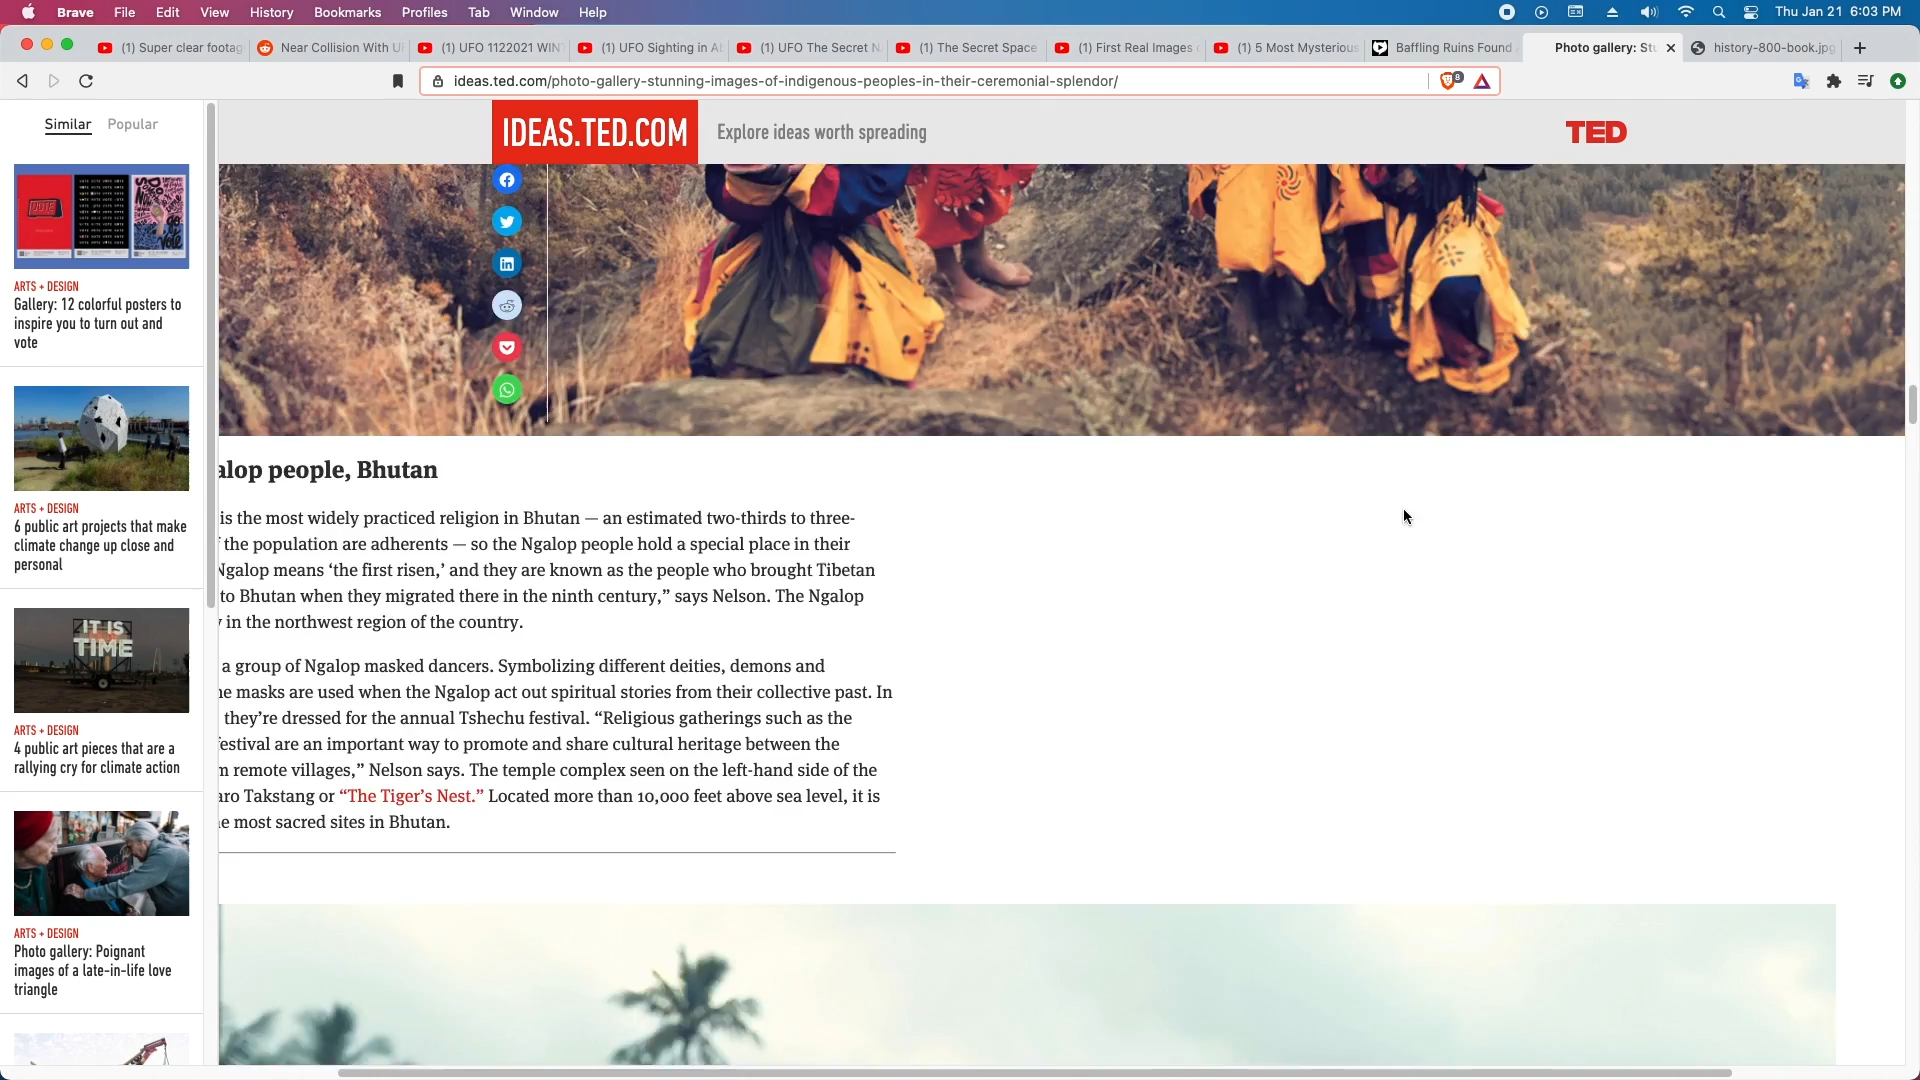 Brave File Edit View History Bookmarks Profiles Tab Window Help
Thu Jan 21 6:03 PM
(1) Super clear footag
Near Collision With U
(1) UFO 1122021 WIN
(1) UFO Sighting in A
(1) UFO The Secret N
(1) The Secret Space
(1) First Real Images
(1) 5 Most Mysterious
Baffling Ruins Found
Photo gallery: Stu
history-800-book.jpg
ideas.ted.com/photo-gallery-stunning-images-of-indigenous-peoples-in-their-ceremonial-splendor/
8
Similar Popular
IDEAS.TED.COM
Explore ideas worth spreading
TED
VOTE
ARTS + DESIGN
Gallery: 12 colorful posters to
inspire you to turn out and
vote
ARTS + DESIGN
6 public art projects that make
climate change up close and
personal
IT IS
TIME
ARTS + DESIGN
4 public art pieces that are a
rallying cry for climate action
ARTS + DESIGN
Photo gallery: Poignant
images of a late-in-life love
triangle
alop people, Bhutan
is the most widely practiced religion in Bhutan — an estimated two-thirds to three-
the population are adherents — so the Ngalop people hold a special place in their
Ngalop means ‘the first risen,’ and they are known as the people who brought Tibetan
to Bhutan when they migrated there in the ninth century,” says Nelson. The Ngalop
in the northwest region of the country.
a group of Ngalop masked dancers. Symbolizing different deities, demons and
he masks are used when the Ngalop act out spiritual stories from their collective past. In
they’re dressed for the annual Tshechu festival. “Religious gatherings such as the
festival are an important way to promote and share cultural heritage between the
m remote villages,” Nelson says. The temple complex seen on the left-hand side of the
aro Takstang or “The Tiger’s Nest.” Located more than 10,000 feet above sea level, it is
e most sacred sites in Bhutan.